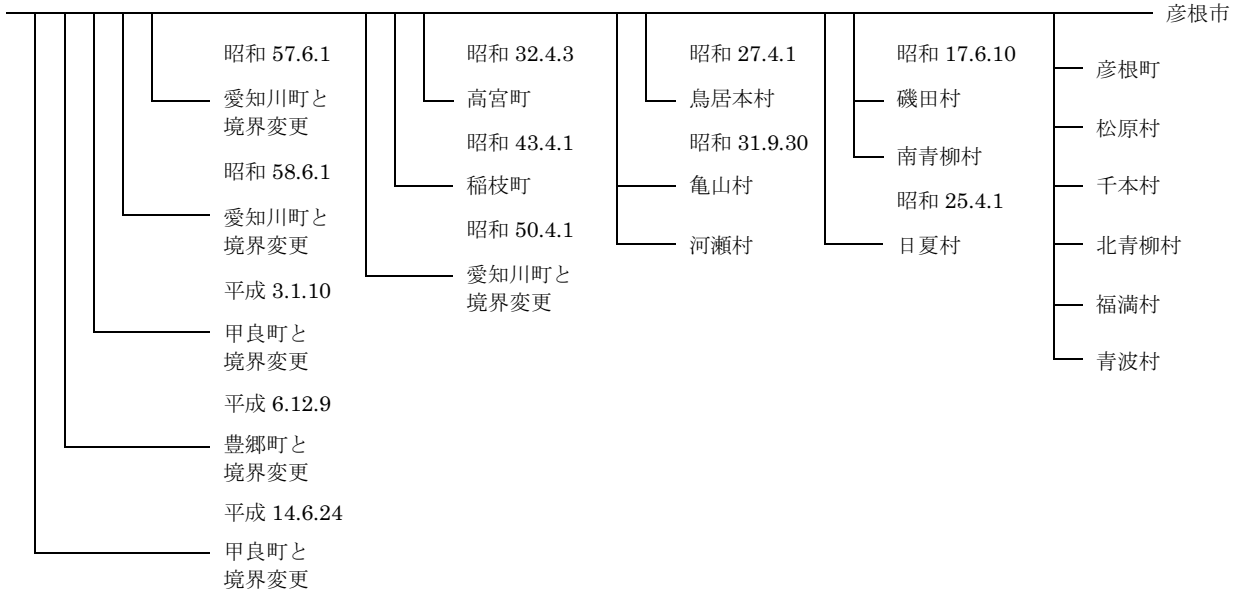 彦根市
彦根町
松原村
千本村
北青柳村
福満村
青波村
昭和 17.6.10
磯田村
南青柳村
昭和 25.4.1
日夏村
昭和 27.4.1
鳥居本村
昭和 31.9.30
亀山村
河瀬村
昭和 32.4.3
高宮町
昭和 43.4.1
稲枝町
昭和 50.4.1
愛知川町と
境界変更
昭和 57.6.1
愛知川町と
境界変更
昭和 58.6.1
愛知川町と
境界変更
平成 3.1.10
甲良町と
境界変更
平成 6.12.9
豊郷町と
境界変更
平成 14.6.24
甲良町と
境界変更